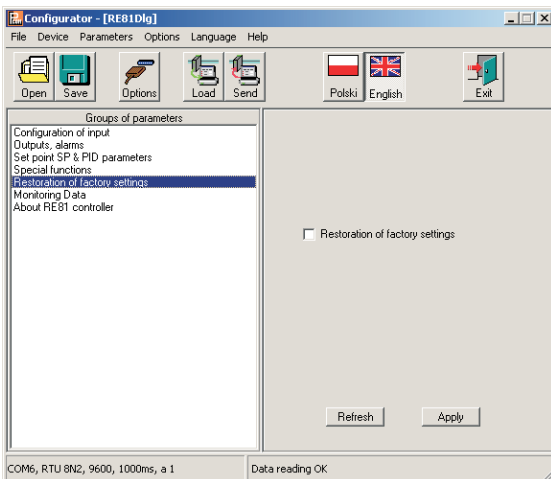 Configurator - [RE81Dlg]
File Device Parameters Options Language Help
Open Save Options Load Send Polski English Exit
Groups of parameters
Configuration of input
Outputs, alarms
Set point SP & PID parameters
Special functions
Restoration of factory settings
Monitoring Data
About RE81 controller
Restoration of factory settings
Refresh Apply
COM6, RTU 8N2, 9600, 1000ms, a 1 Data reading OK